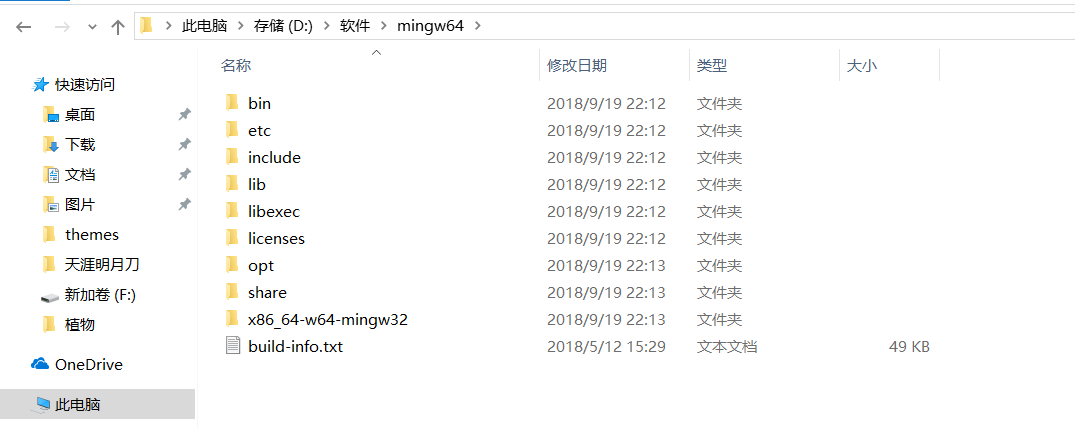 此电脑 存储 (D:) 软件 mingw64
名称 修改日期 类型 大小
快速访问
桌面
下载
文档
图片
themes
天涯明月刀
新加卷 (F:)
植物
OneDrive
此电脑
bin 2018/9/19 22:12 文件夹
etc 2018/9/19 22:12 文件夹
include 2018/9/19 22:12 文件夹
lib 2018/9/19 22:12 文件夹
libexec 2018/9/19 22:12 文件夹
licenses 2018/9/19 22:12 文件夹
opt 2018/9/19 22:13 文件夹
share 2018/9/19 22:13 文件夹
x86_64-w64-mingw32 2018/9/19 22:13 文件夹
build-info.txt 2018/5/12 15:29 文本文档 49 KB